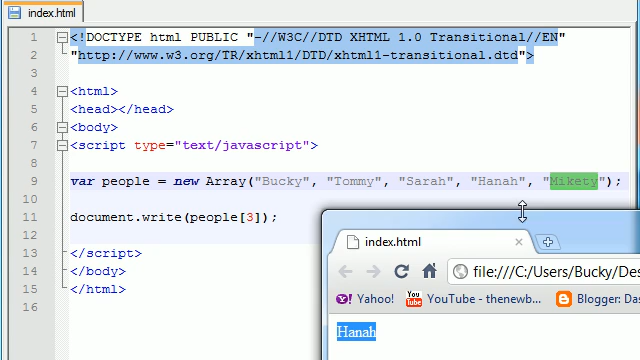 index.html
1 <!DOCTYPE html PUBLIC "-//W3C//DTD XHTML 1.0 Transitional//EN"
2 "http://www.w3.org/TR/xhtml1/DTD/xhtml1-transitional.dtd">
3
4 <html>
5 <head></head>
6 <body>
7 <script type="text/javascript">
8
9 var people = new Array("Bucky", "Tommy", "Sarah", "Hanah", "Mikety");
10
11 document.write(people[3]);
12
13 </script>
14 </body>
15 </html>
16
index.html
file:///C:/Users/Bucky/Des
Yahoo! YouTube - thenewb... Blogger: Das
Hanah